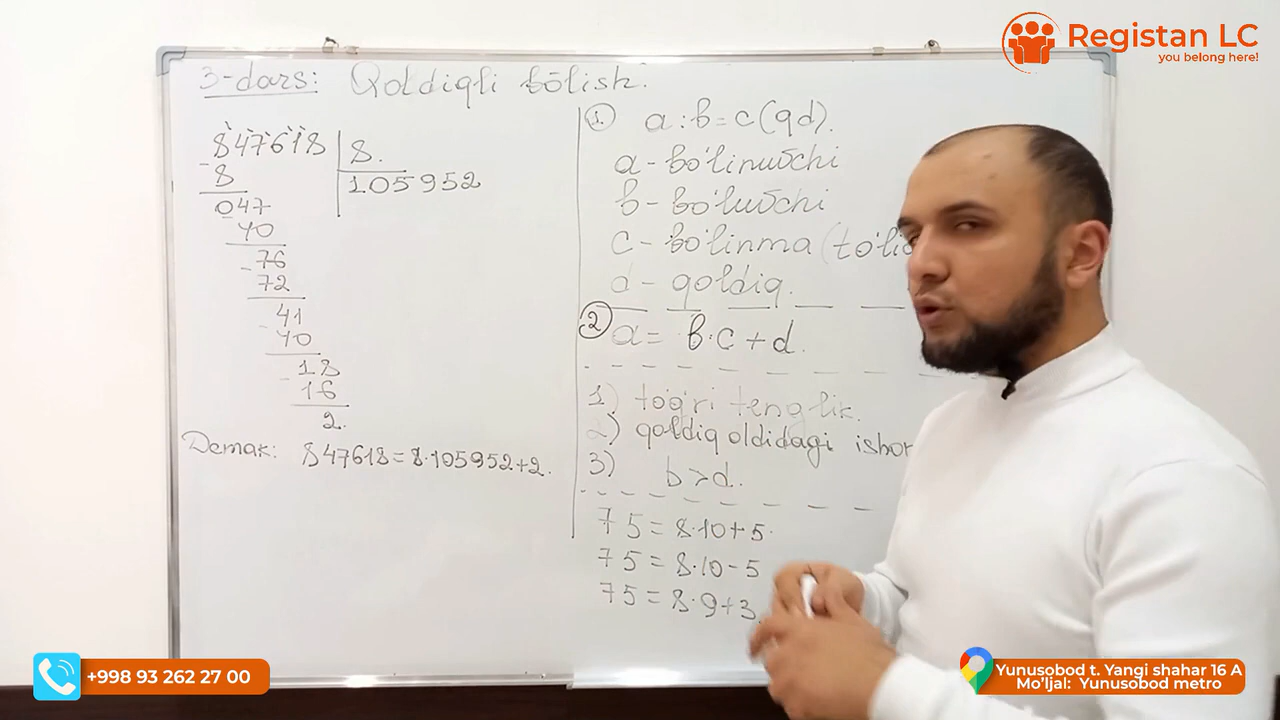 Registan LC
you belong here!
3-dars: Qoldiqli bo'lish.
847618 | 8.
-8 | 105952
047
40
-76
72
-41
40
-18
16
2.
Demak: 847618=8·105952+2.
1. a:b=c(qd).
a-bo'linuvchi
b-bo'luvchi
c-bo'linma
d-qoldiq.
2 a= b·c+d.
1) to'g'ri tenglik.
2) qoldiq oldidagi
3) b>d.
75=8·10+5.
75=8·10-5
75=8·9+3
+998 93 262 27 00
Yunusobod t. Yangi shahar 16 A
Mo'ljal: Yunusobod metro